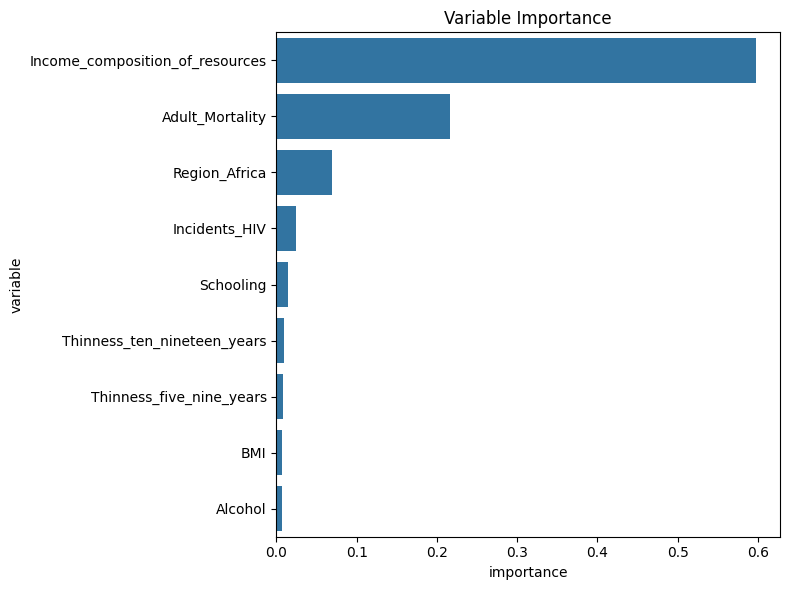 Variable Importance
Income_composition_of_resources
Adult_Mortality
Region_Africa
Incidents_HIV
Schooling
Thinness_ten_nineteen_years
Thinness_five_nine_years
BMI
Alcohol
variable
0.0 0.1 0.2 0.3 0.4 0.5 0.6
importance